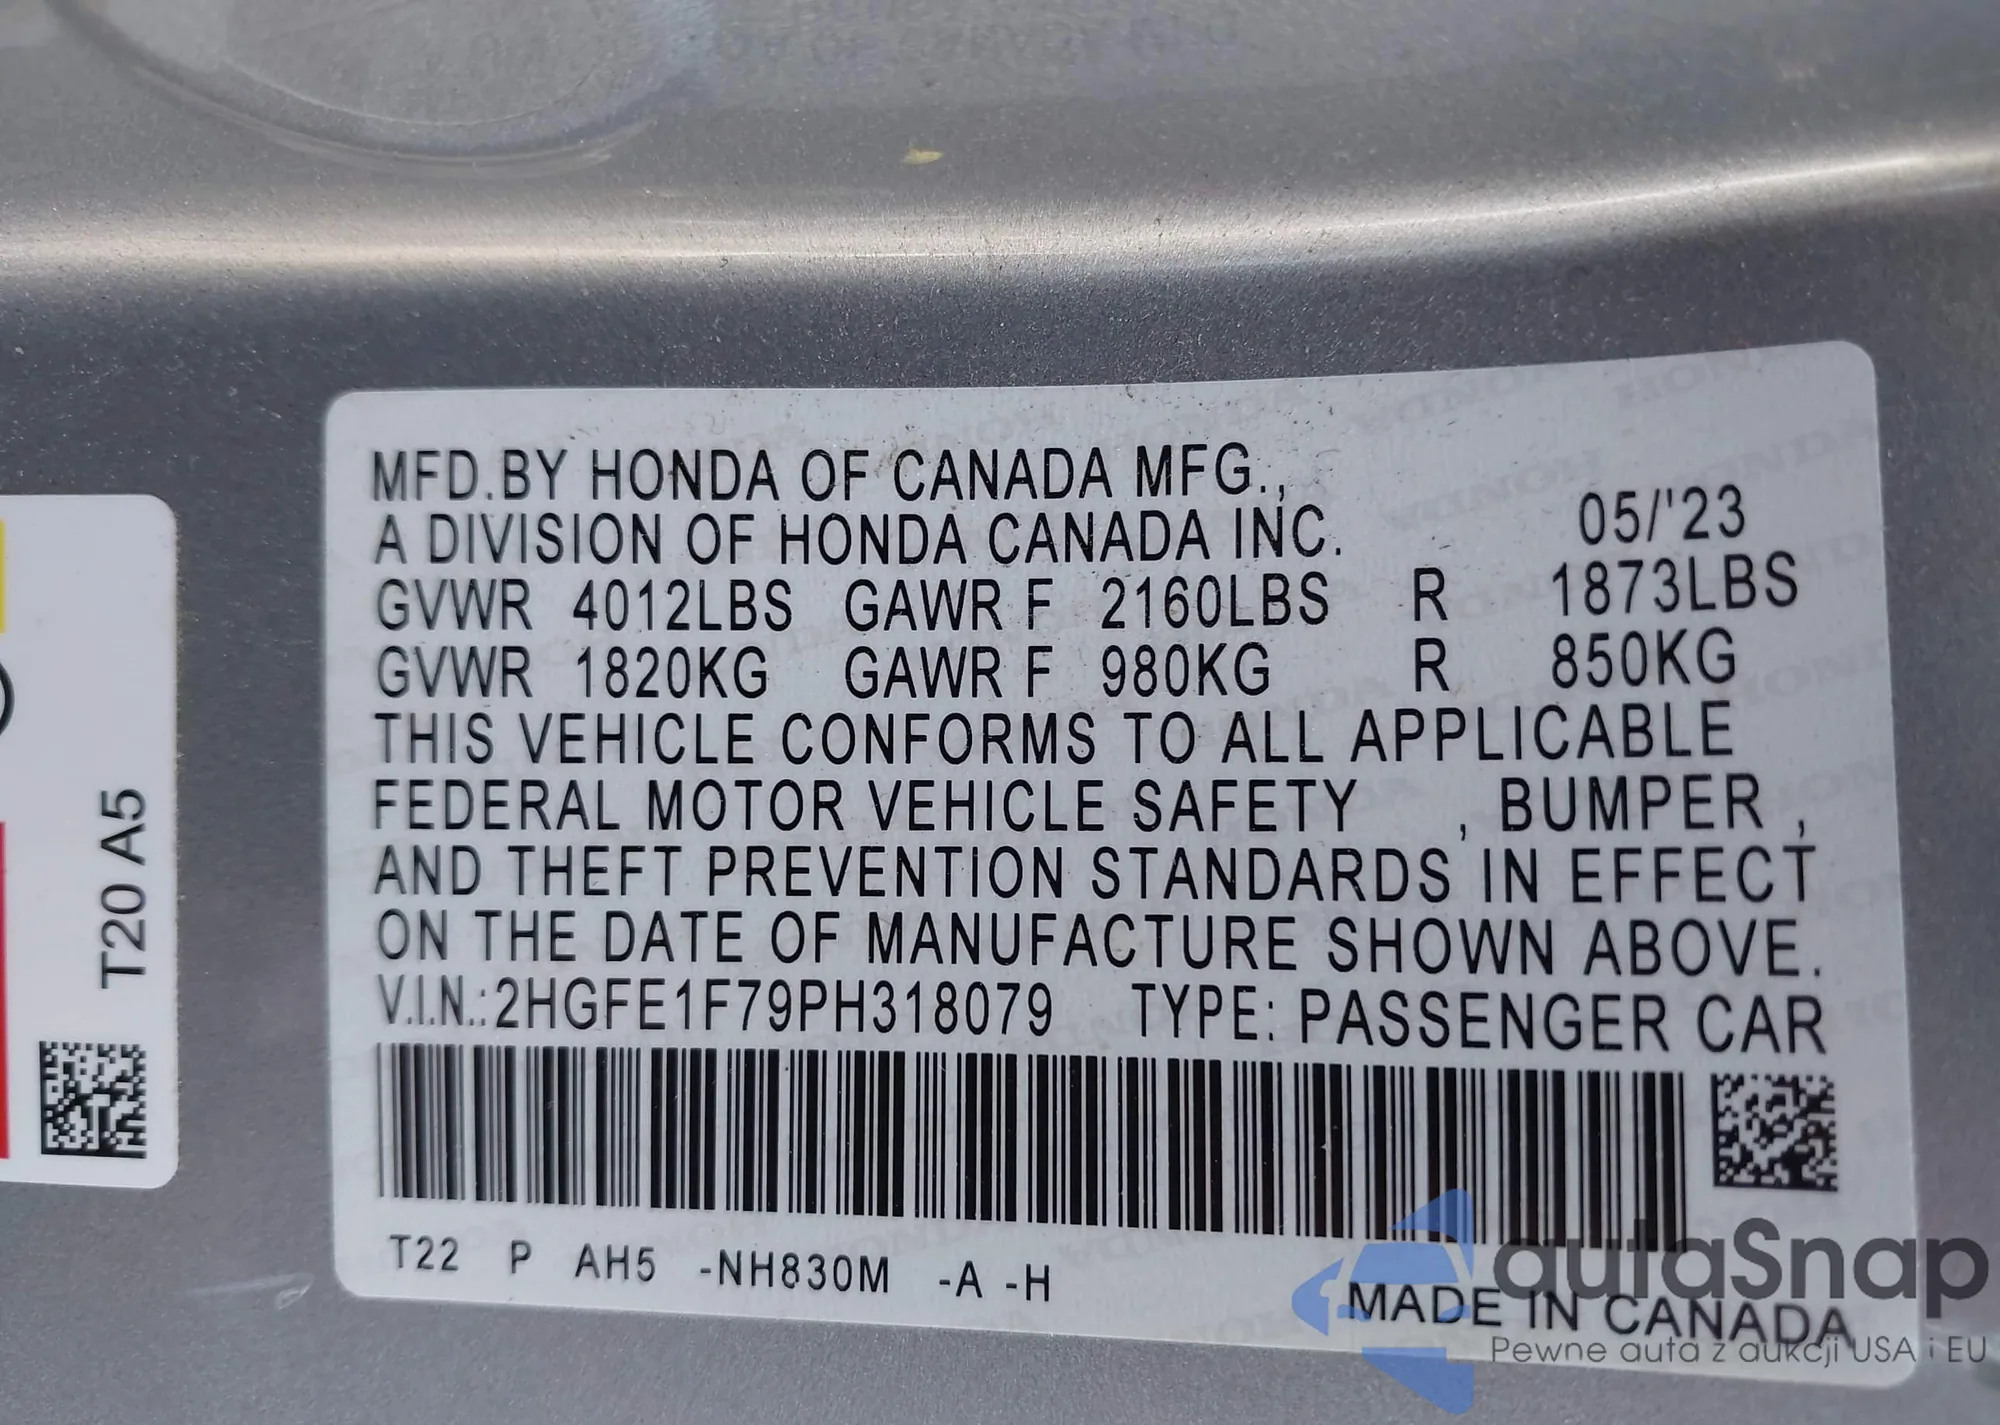 MFD.BY HONDA OF CANADA MFG.,
A DIVISION OF HONDA CANADA INC. 05/'23
GVWR 4012LBS GAWR F 2160LBS R 1873LBS
GVWR 1820KG GAWR F 980KG R 850KG
THIS VEHICLE CONFORMS TO ALL APPLICABLE
FEDERAL MOTOR VEHICLE SAFETY , BUMPER ,
AND THEFT PREVENTION STANDARDS IN EFFECT
ON THE DATE OF MANUFACTURE SHOWN ABOVE.
V.I.N.:2HGFE1F79PH318079 TYPE: PASSENGER CAR
T22 P AH5 -NH830M -A -H
MADE IN CANADA
T20 A5
autaSnap
Pewne auta z aukcji USA i EU